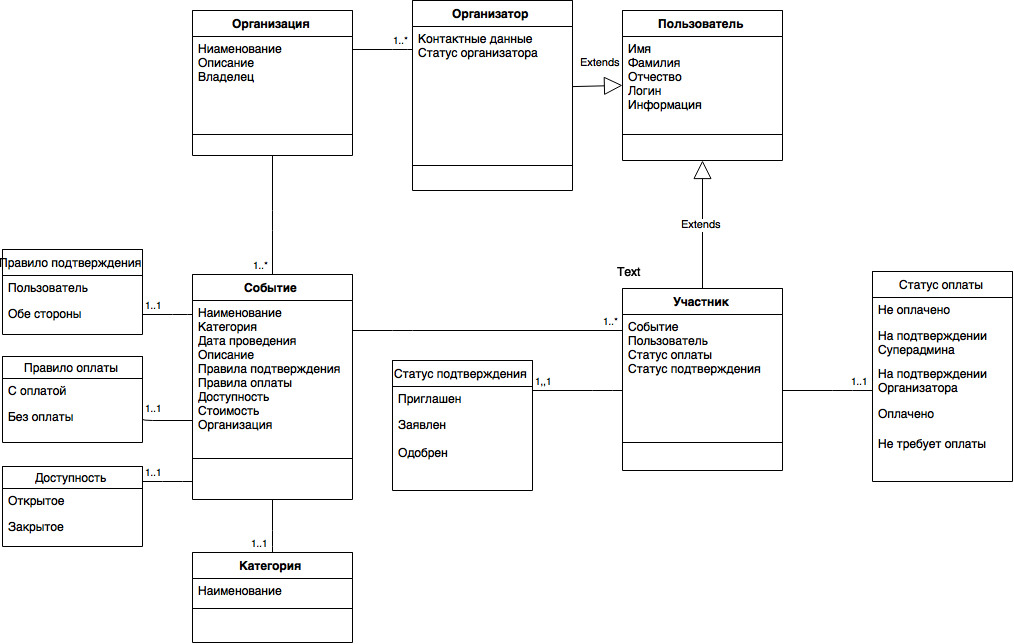 Организация
Ниаменование
Описание
Владелец
1..*
Организатор
Контактные данные
Статус организатора
Extends
Пользователь
Имя
Фамилия
Отчество
Логин
Информация
Extends
Text
1..*
Правило подтверждения
Пользователь
Обе стороны
1..1
Правило оплаты
С оплатой
Без оплаты
1..1
Доступность
Открытое
Закрытое
1..1
Событие
Наименование
Категория
Дата проведения
Описание
Правила подтверждения
Правила оплаты
Доступность
Стоимость
Организация
1..*
Участник
Событие
Пользователь
Статус оплаты
Статус подтверждения
Статус подтверждения
Приглашен
Заявлен
Одобрен
1,,1
1..1
Статус оплаты
Не оплачено
На подтверждении
Суперадмина
На подтверждении
Организатора
Оплачено
Не требует оплаты
1..1
Категория
Наименование